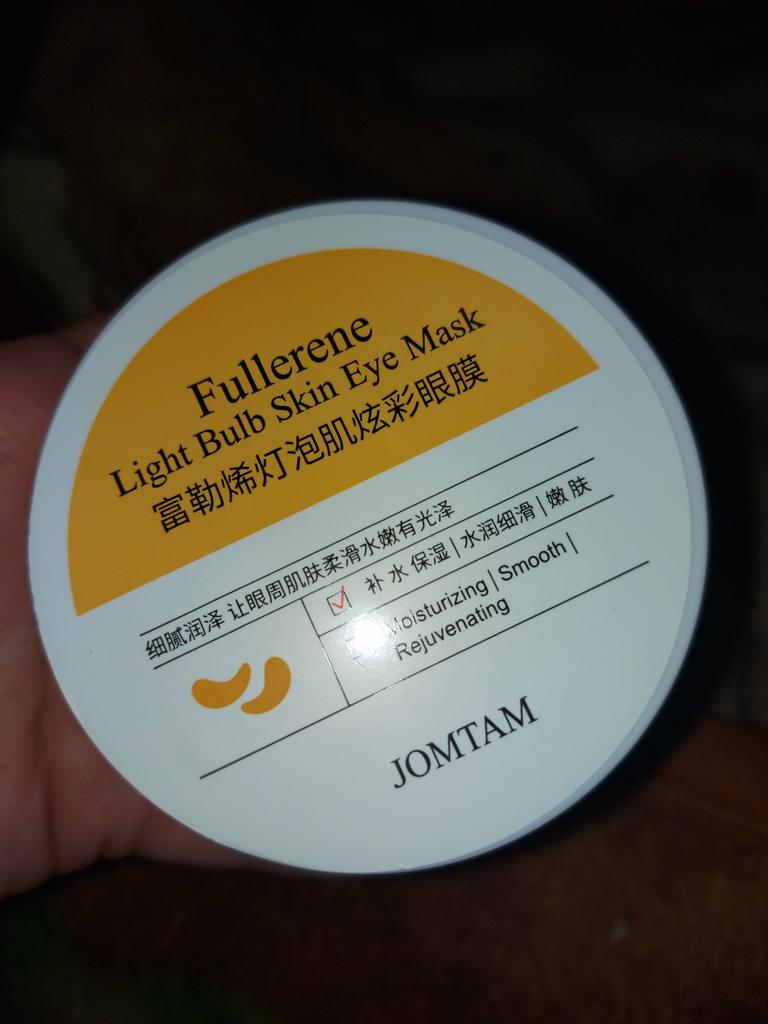 Fullerene
Light Bulb Skin Eye Mask
富勒烯灯泡肌炫彩眼膜
细腻润泽 让眼周肌肤柔滑水嫩有光泽
补水保湿 | 水润细滑 | 嫩肤
Moisturizing | Smooth |
Rejuvenating
JOMTAM